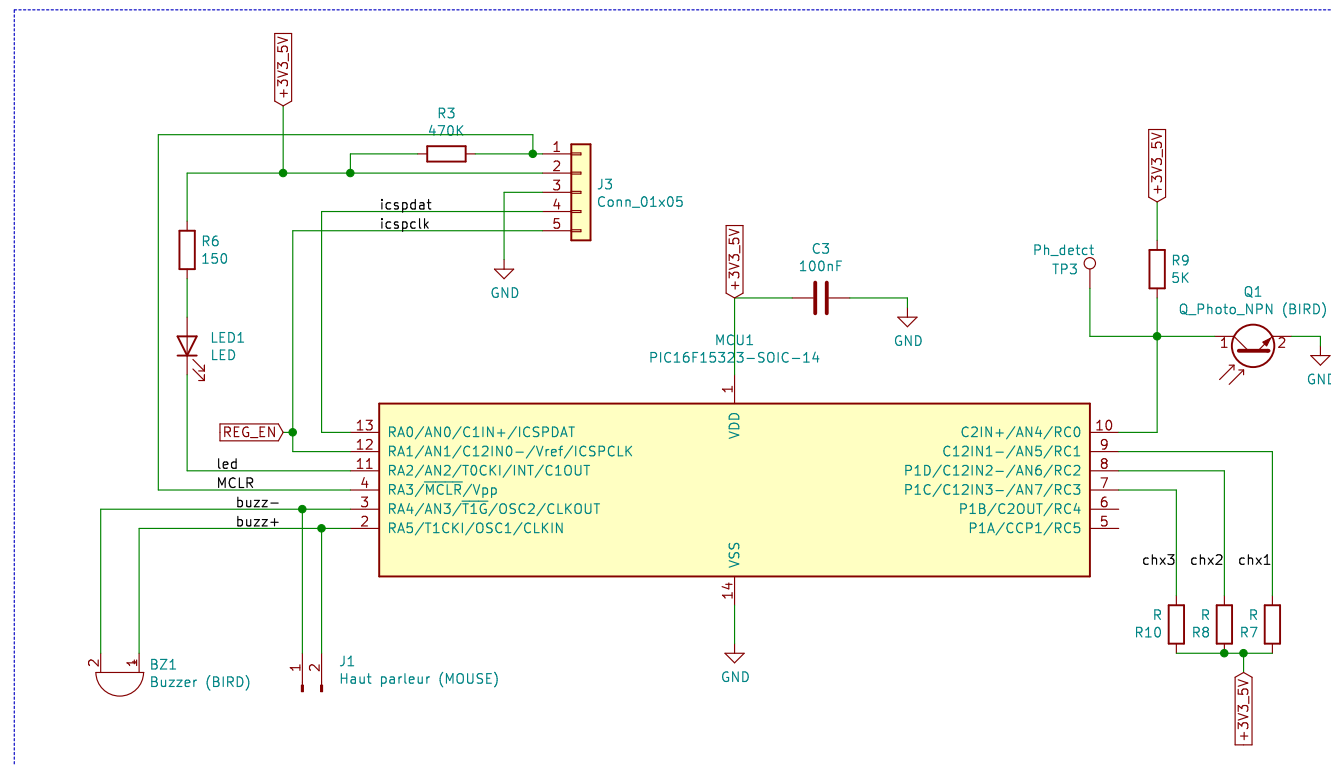 +3V3_5V
R3
470K
1
2
3
4
5
J3
Conn_01x05
icspdat
icspclk
GND
R6
150
LED1
LED
+3V3_5V
C3
100nF
GND
MCU1
PIC16F15323-SOIC-14
+3V3_5V
Ph_detct
TP3
R9
5K
Q1
Q_Photo_NPN (BIRD)
1
2
GND
REG_EN
led
MCLR
buzz-
buzz+
1
VDD
13 RA0/AN0/C1IN+/ICSPDAT
12 RA1/AN1/C12IN0-/Vref/ICSPCLK
11 RA2/AN2/T0CKI/INT/C1OUT
4 RA3/MCLR/Vpp
3 RA4/AN3/T1G/OSC2/CLKOUT
2 RA5/T1CKI/OSC1/CLKIN
C2IN+/AN4/RC0 10
C12IN1-/AN5/RC1 9
P1D/C12IN2-/AN6/RC2 8
P1C/C12IN3-/AN7/RC3 7
P1B/C2OUT/RC4 6
P1A/CCP1/RC5 5
VSS
14
GND
chx3
chx2
chx1
R
R10
R
R8
R
R7
+3V3_5V
2
1
BZ1
Buzzer (BIRD)
1
2
J1
Haut parleur (MOUSE)